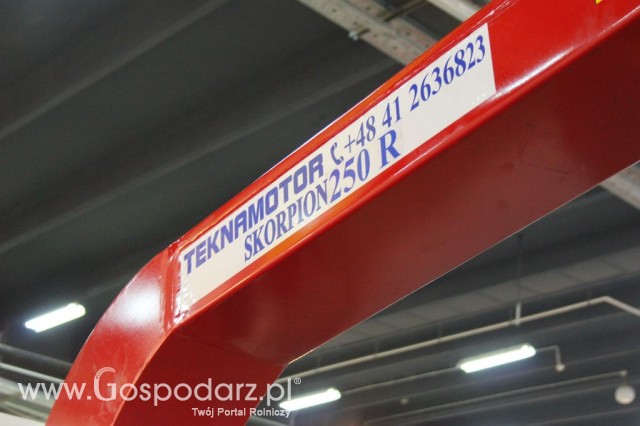 TEKNAMOTOR +48 41 2636823
SKORPION 250 R
www.Gospodarz.pl
Twój Portal Rolniczy